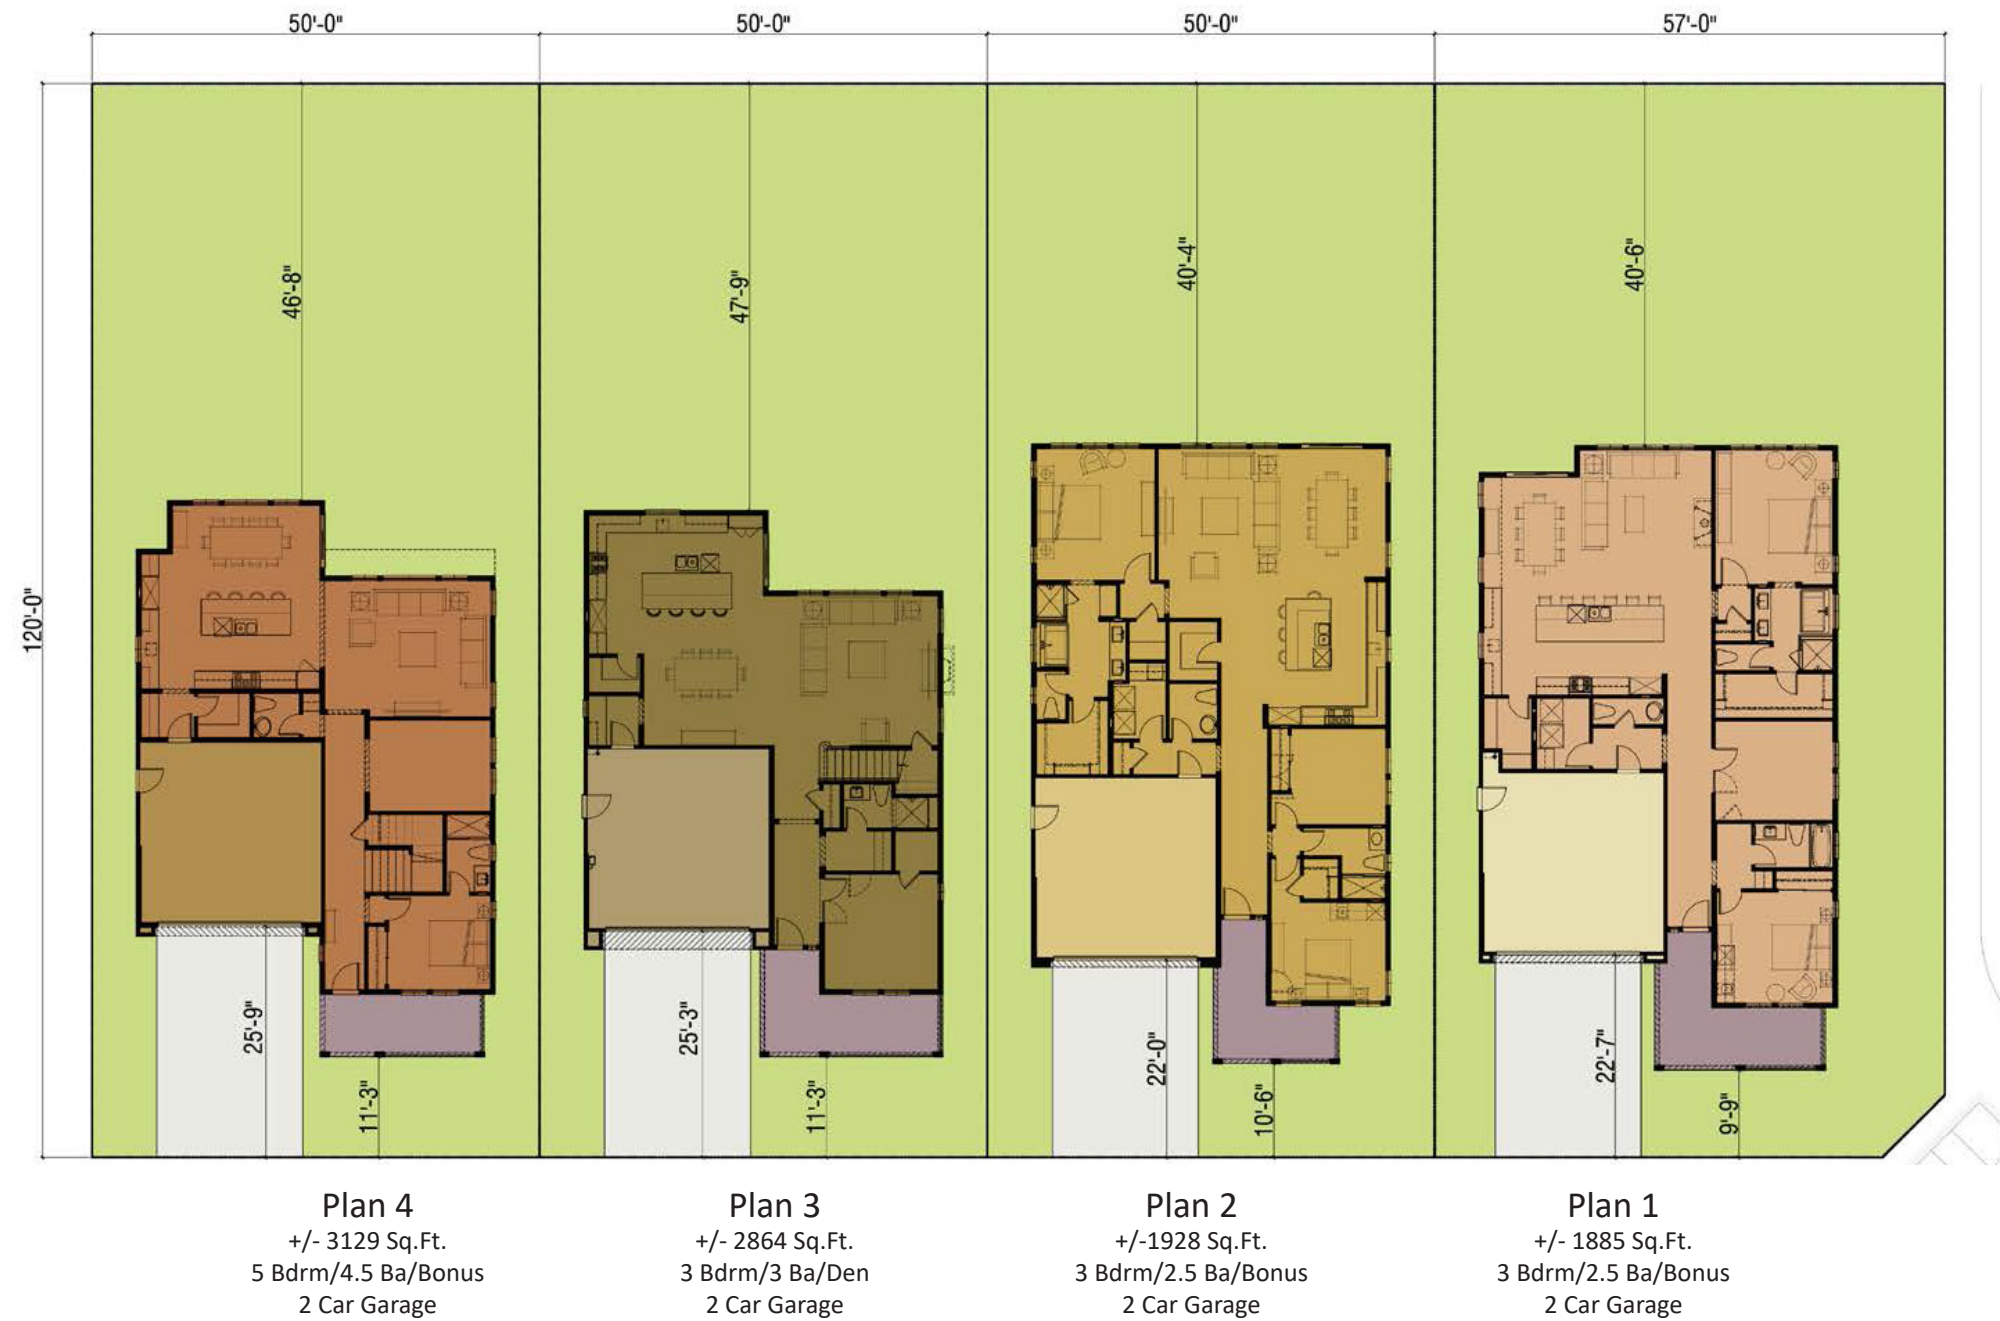 50'-0"
50'-0"
50'-0"
57'-0"
120'-0"
46'-8"
47'-9"
40'-4"
40'-6"
25'-9"
11'-3"
25'-3"
11'-3"
22'-0"
10'-6"
22'-7"
9'-9"
Plan 4
+/- 3129 Sq.Ft.
5 Bdrm/4.5 Ba/Bonus
2 Car Garage
Plan 3
+/- 2864 Sq.Ft.
3 Bdrm/3 Ba/Den
2 Car Garage
Plan 2
+/-1928 Sq.Ft.
3 Bdrm/2.5 Ba/Bonus
2 Car Garage
Plan 1
+/- 1885 Sq.Ft.
3 Bdrm/2.5 Ba/Bonus
2 Car Garage